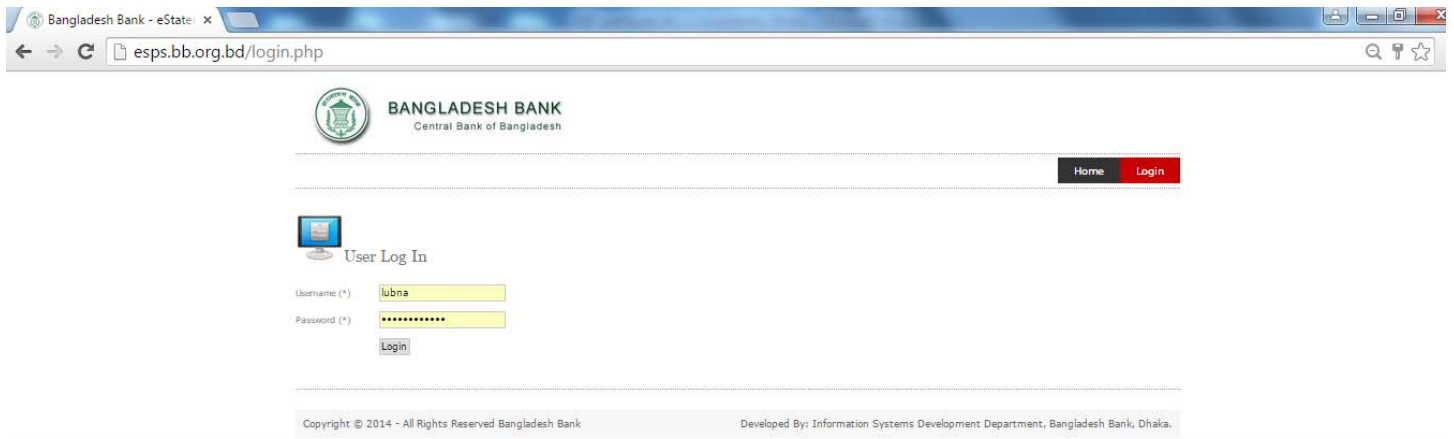 Bangladesh Bank - eState
esps.bb.org.bd/login.php
BANGLADESH BANK
Central Bank of Bangladesh
Home Login
User Log In
Username (*) lubna
Password (*) ••••••••••••
Login
Copyright © 2014 - All Rights Reserved Bangladesh Bank Developed By: Information Systems Development Department, Bangladesh Bank, Dhaka.